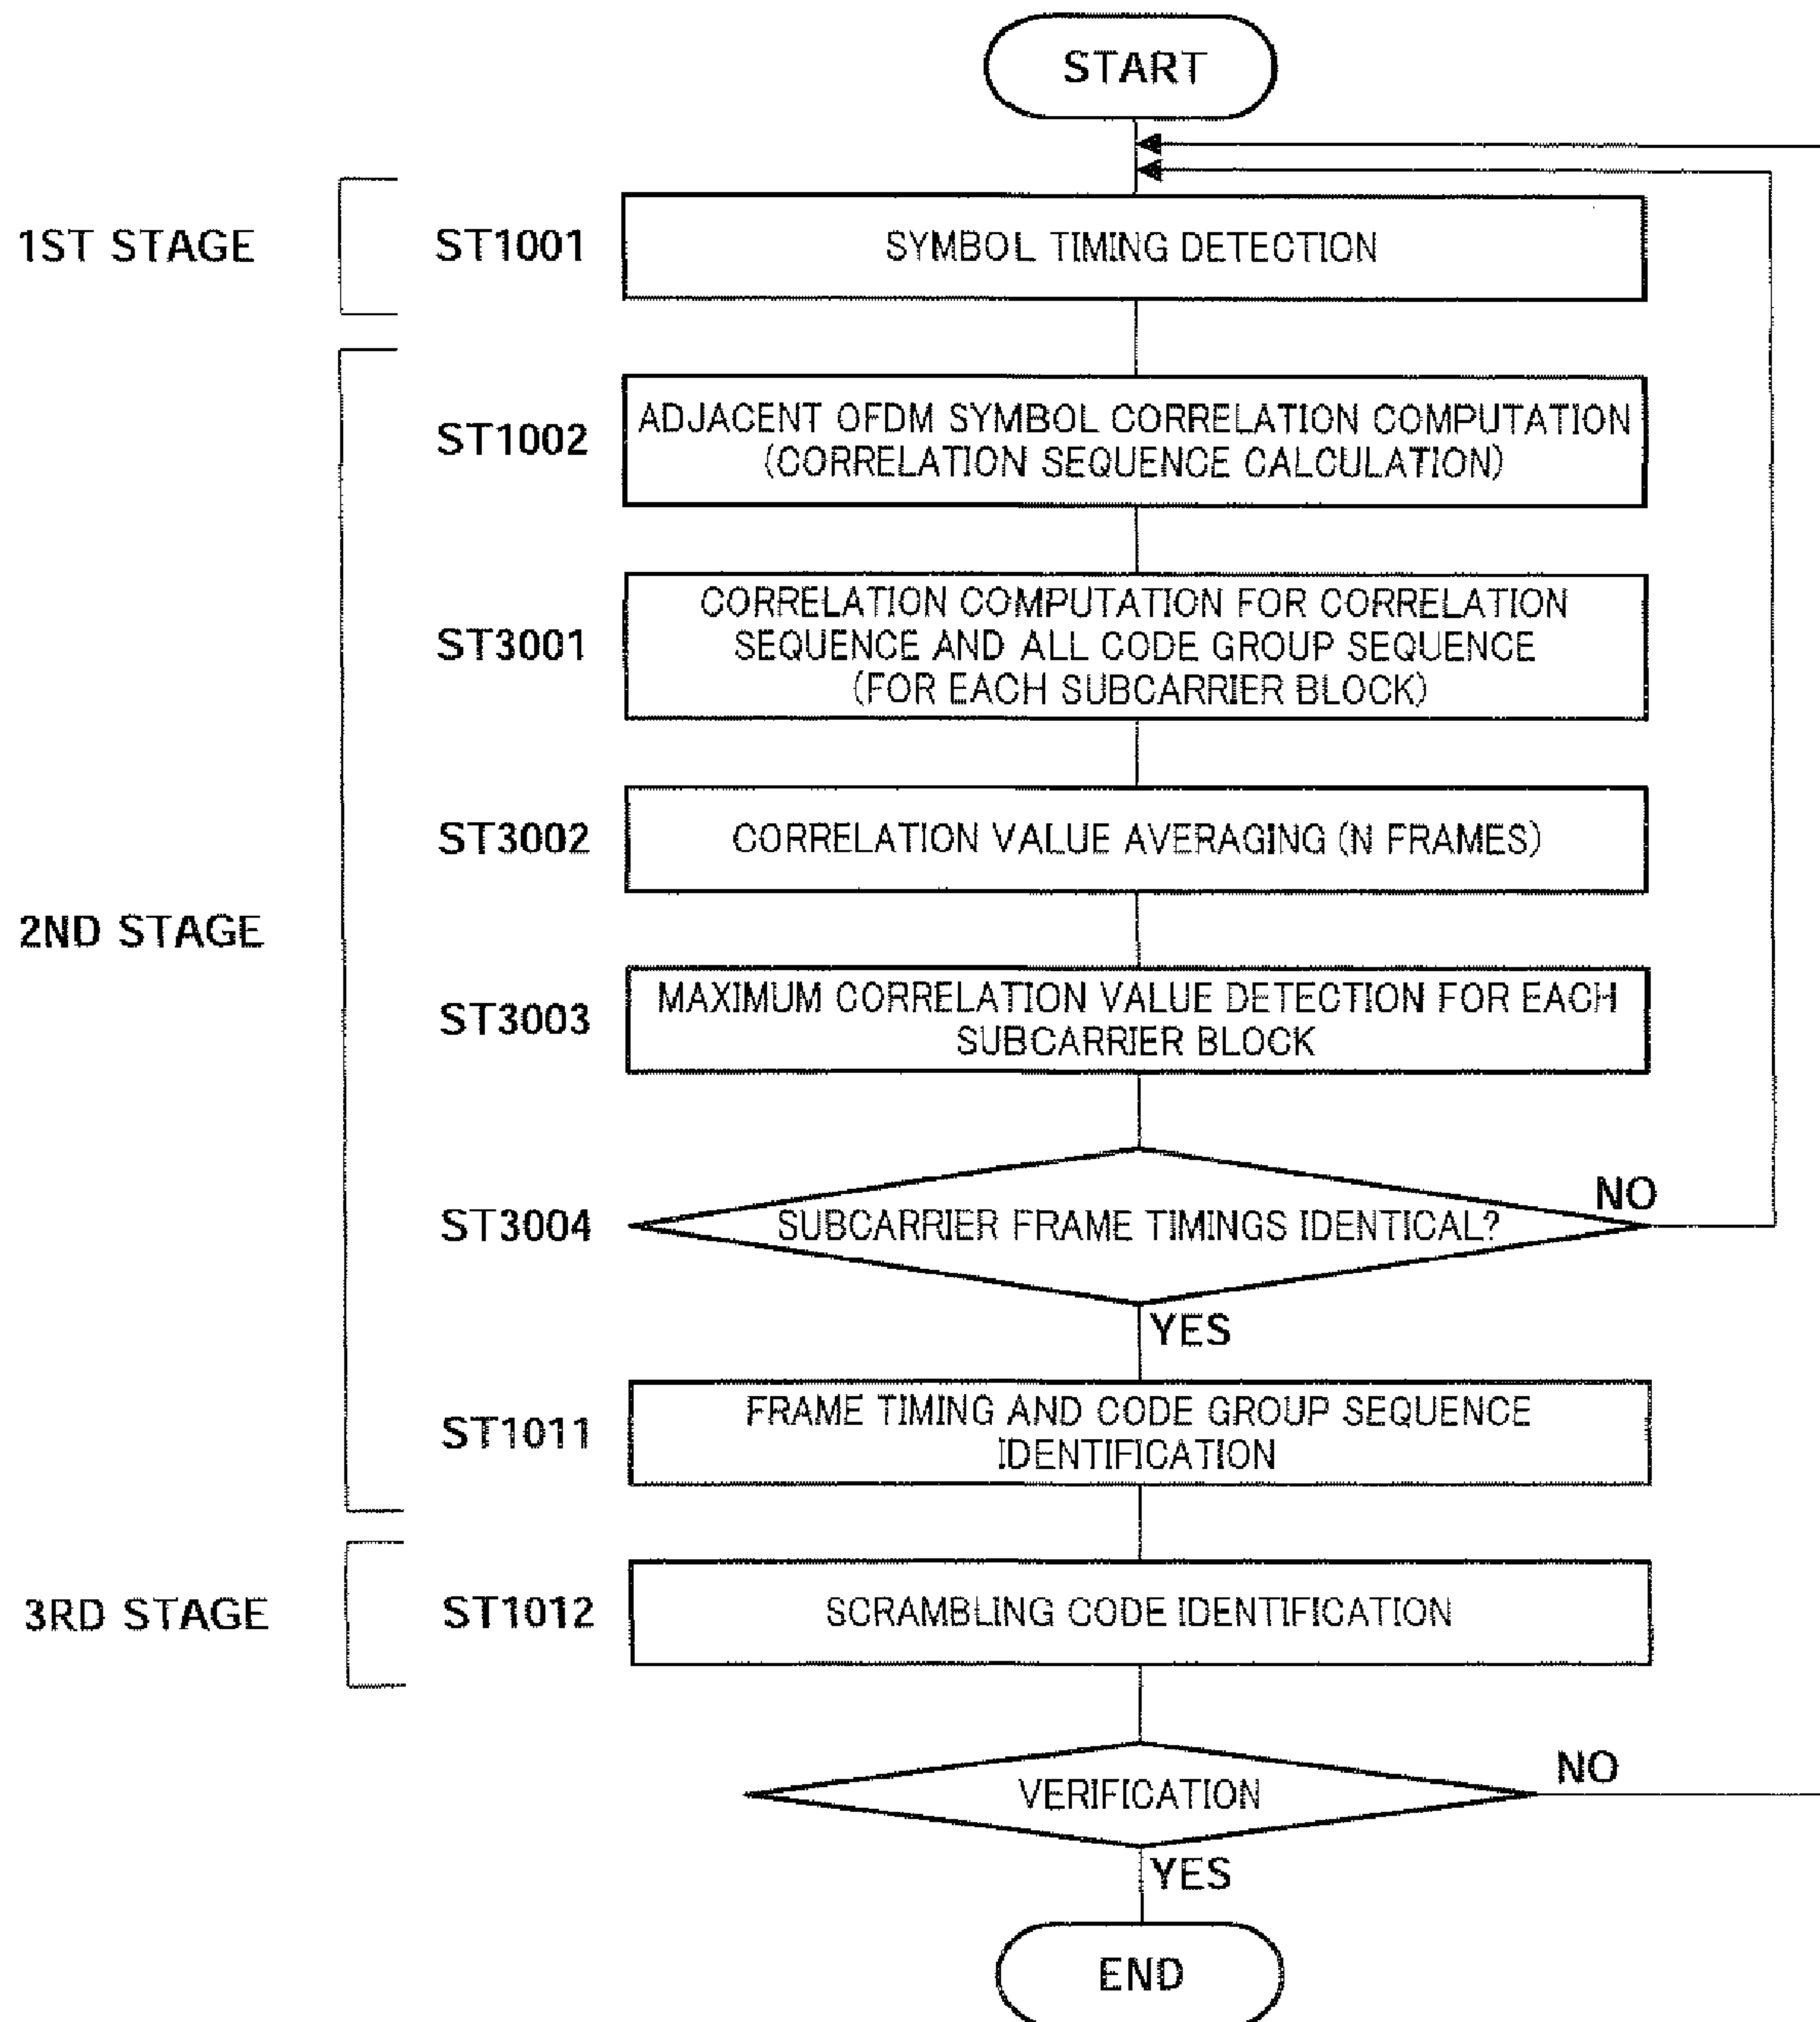 START
1ST STAGE
ST1001
SYMBOL TIMING DETECTION
ST1002
ADJACENT OFDM SYMBOL CORRELATION COMPUTATION
(CORRELATION SEQUENCE CALCULATION)
ST3001
CORRELATION COMPUTATION FOR CORRELATION
SEQUENCE AND ALL CODE GROUP SEQUENCE
(FOR EACH SUBCARRIER BLOCK)
ST3002
CORRELATION VALUE AVERAGING (N FRAMES)
2ND STAGE
ST3003
MAXIMUM CORRELATION VALUE DETECTION FOR EACH
SUBCARRIER BLOCK
ST3004
SUBCARRIER FRAME TIMINGS IDENTICAL?
NO
YES
ST1011
FRAME TIMING AND CODE GROUP SEQUENCE
IDENTIFICATION
3RD STAGE
ST1012
SCRAMBLING CODE IDENTIFICATION
VERIFICATION
NO
YES
END